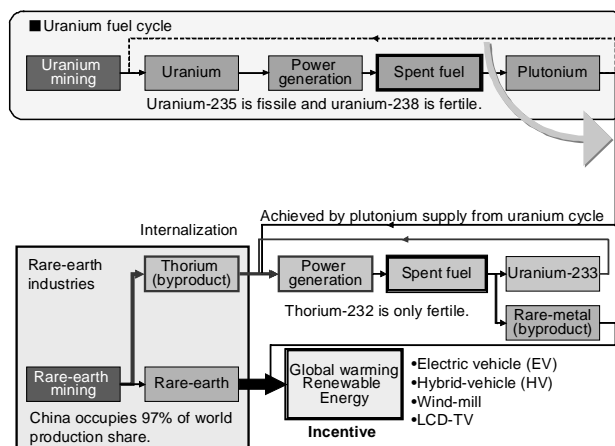 ■Uranium fuel cycle
Uranium
mining
Uranium
Power
generation
Spent fuel
Plutonium
Uranium-235 is fissile and uranium-238 is fertile.
Internalization
Achieved by plutonium supply from uranium cycle
Rare-earth
industries
Thorium
(byproduct)
Power
generation
Spent fuel
Uranium-233
Thorium-232 is only fertile.
Rare-metal
(byproduct)
Rare-earth
mining
Rare-earth
China occupies 97% of world
production share.
Global warming
Renewable
Energy
Incentive
•Electric vehicle (EV)
•Hybrid-vehicle (HV)
•Wind-mill
•LCD-TV